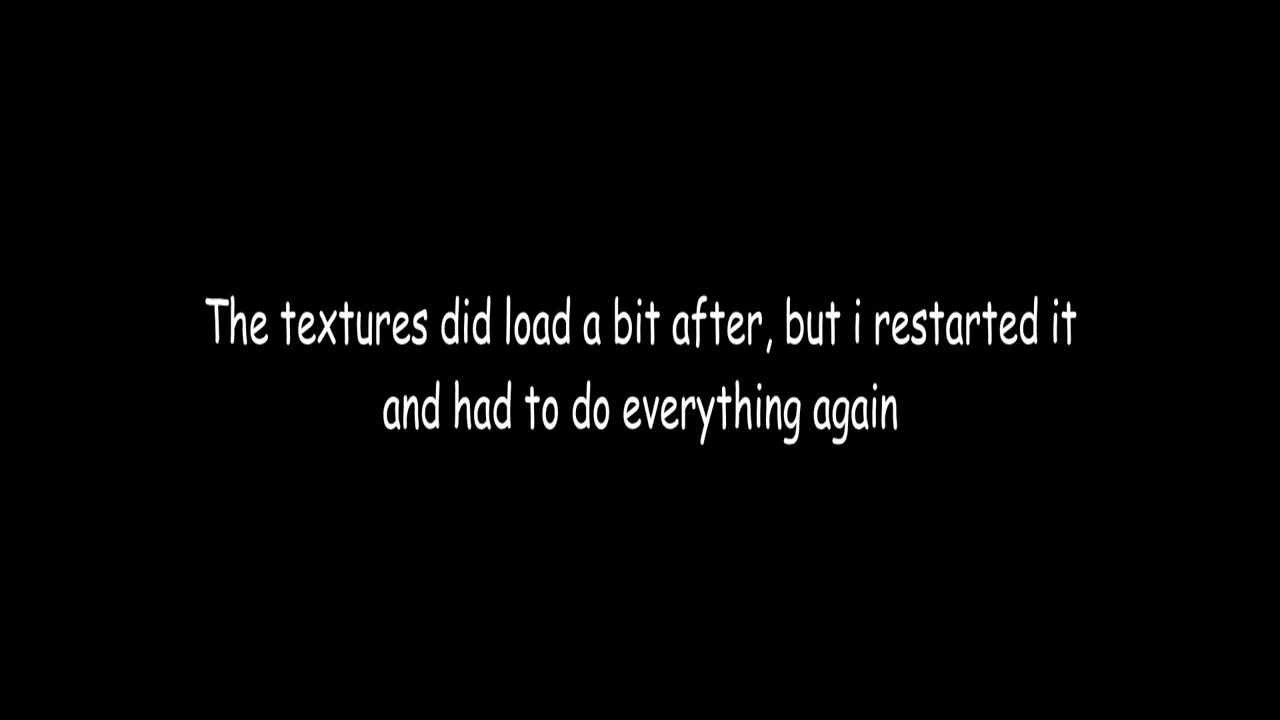 The textures did load a bit after, but i restarted it
and had to do everything again